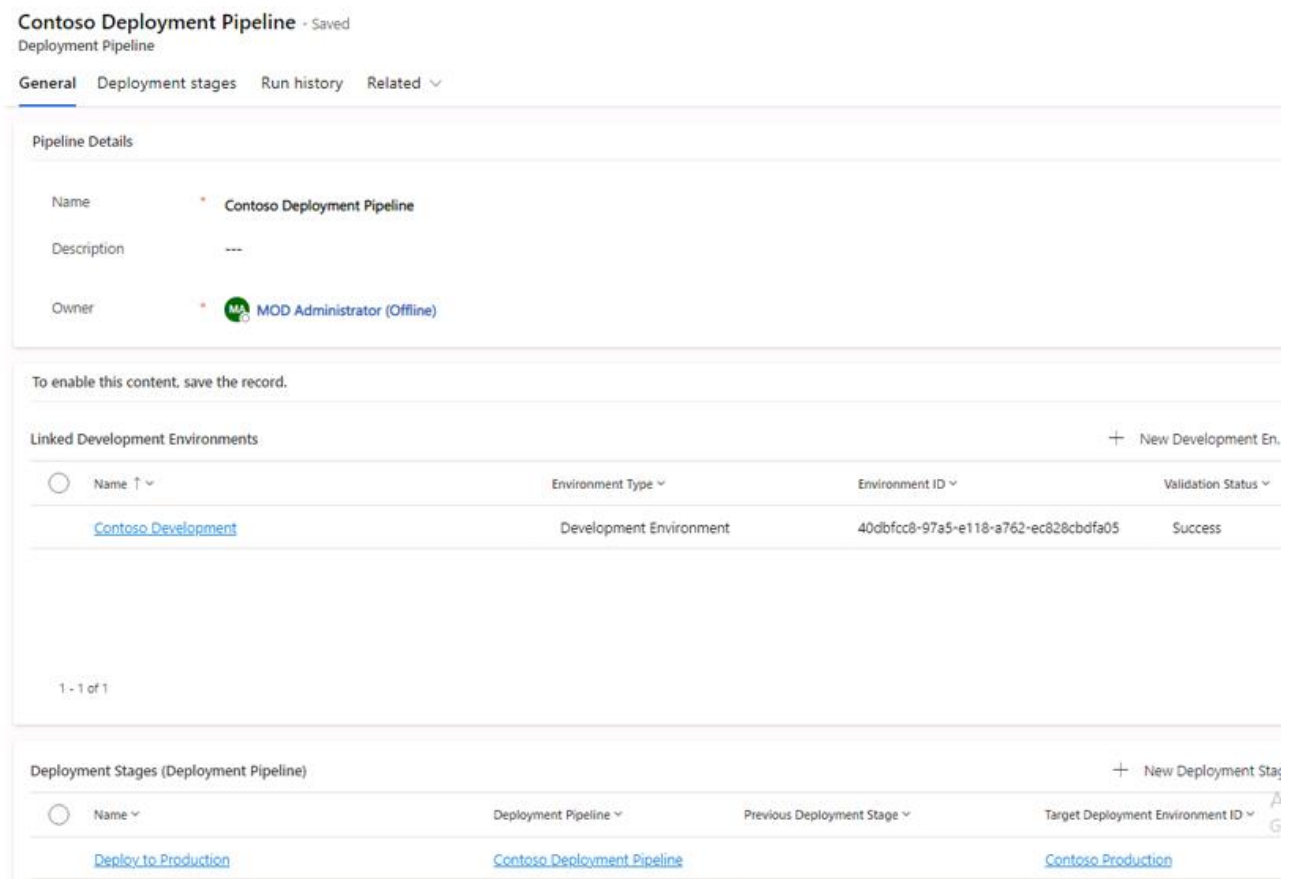 Contoso Deployment Pipeline - Saved
Deployment Pipeline
General Deployment stages Run history Related
Pipeline Details
Name * Contoso Deployment Pipeline
Description ---
Owner * MA MOD Administrator (Offline)
To enable this content, save the record.
Linked Development Environments + New Development En.
Name ↑ Environment Type Environment ID Validation Status
Contoso Development Development Environment 40dbfcc8-97a5-e118-a762-ec828cbdfa05 Success
1 - 1 of 1
Deployment Stages (Deployment Pipeline) + New Deployment Stag
Name Deployment Pipeline Previous Deployment Stage Target Deployment Environment ID
A
G
Deploy to Production Contoso Deployment Pipeline Contoso Production